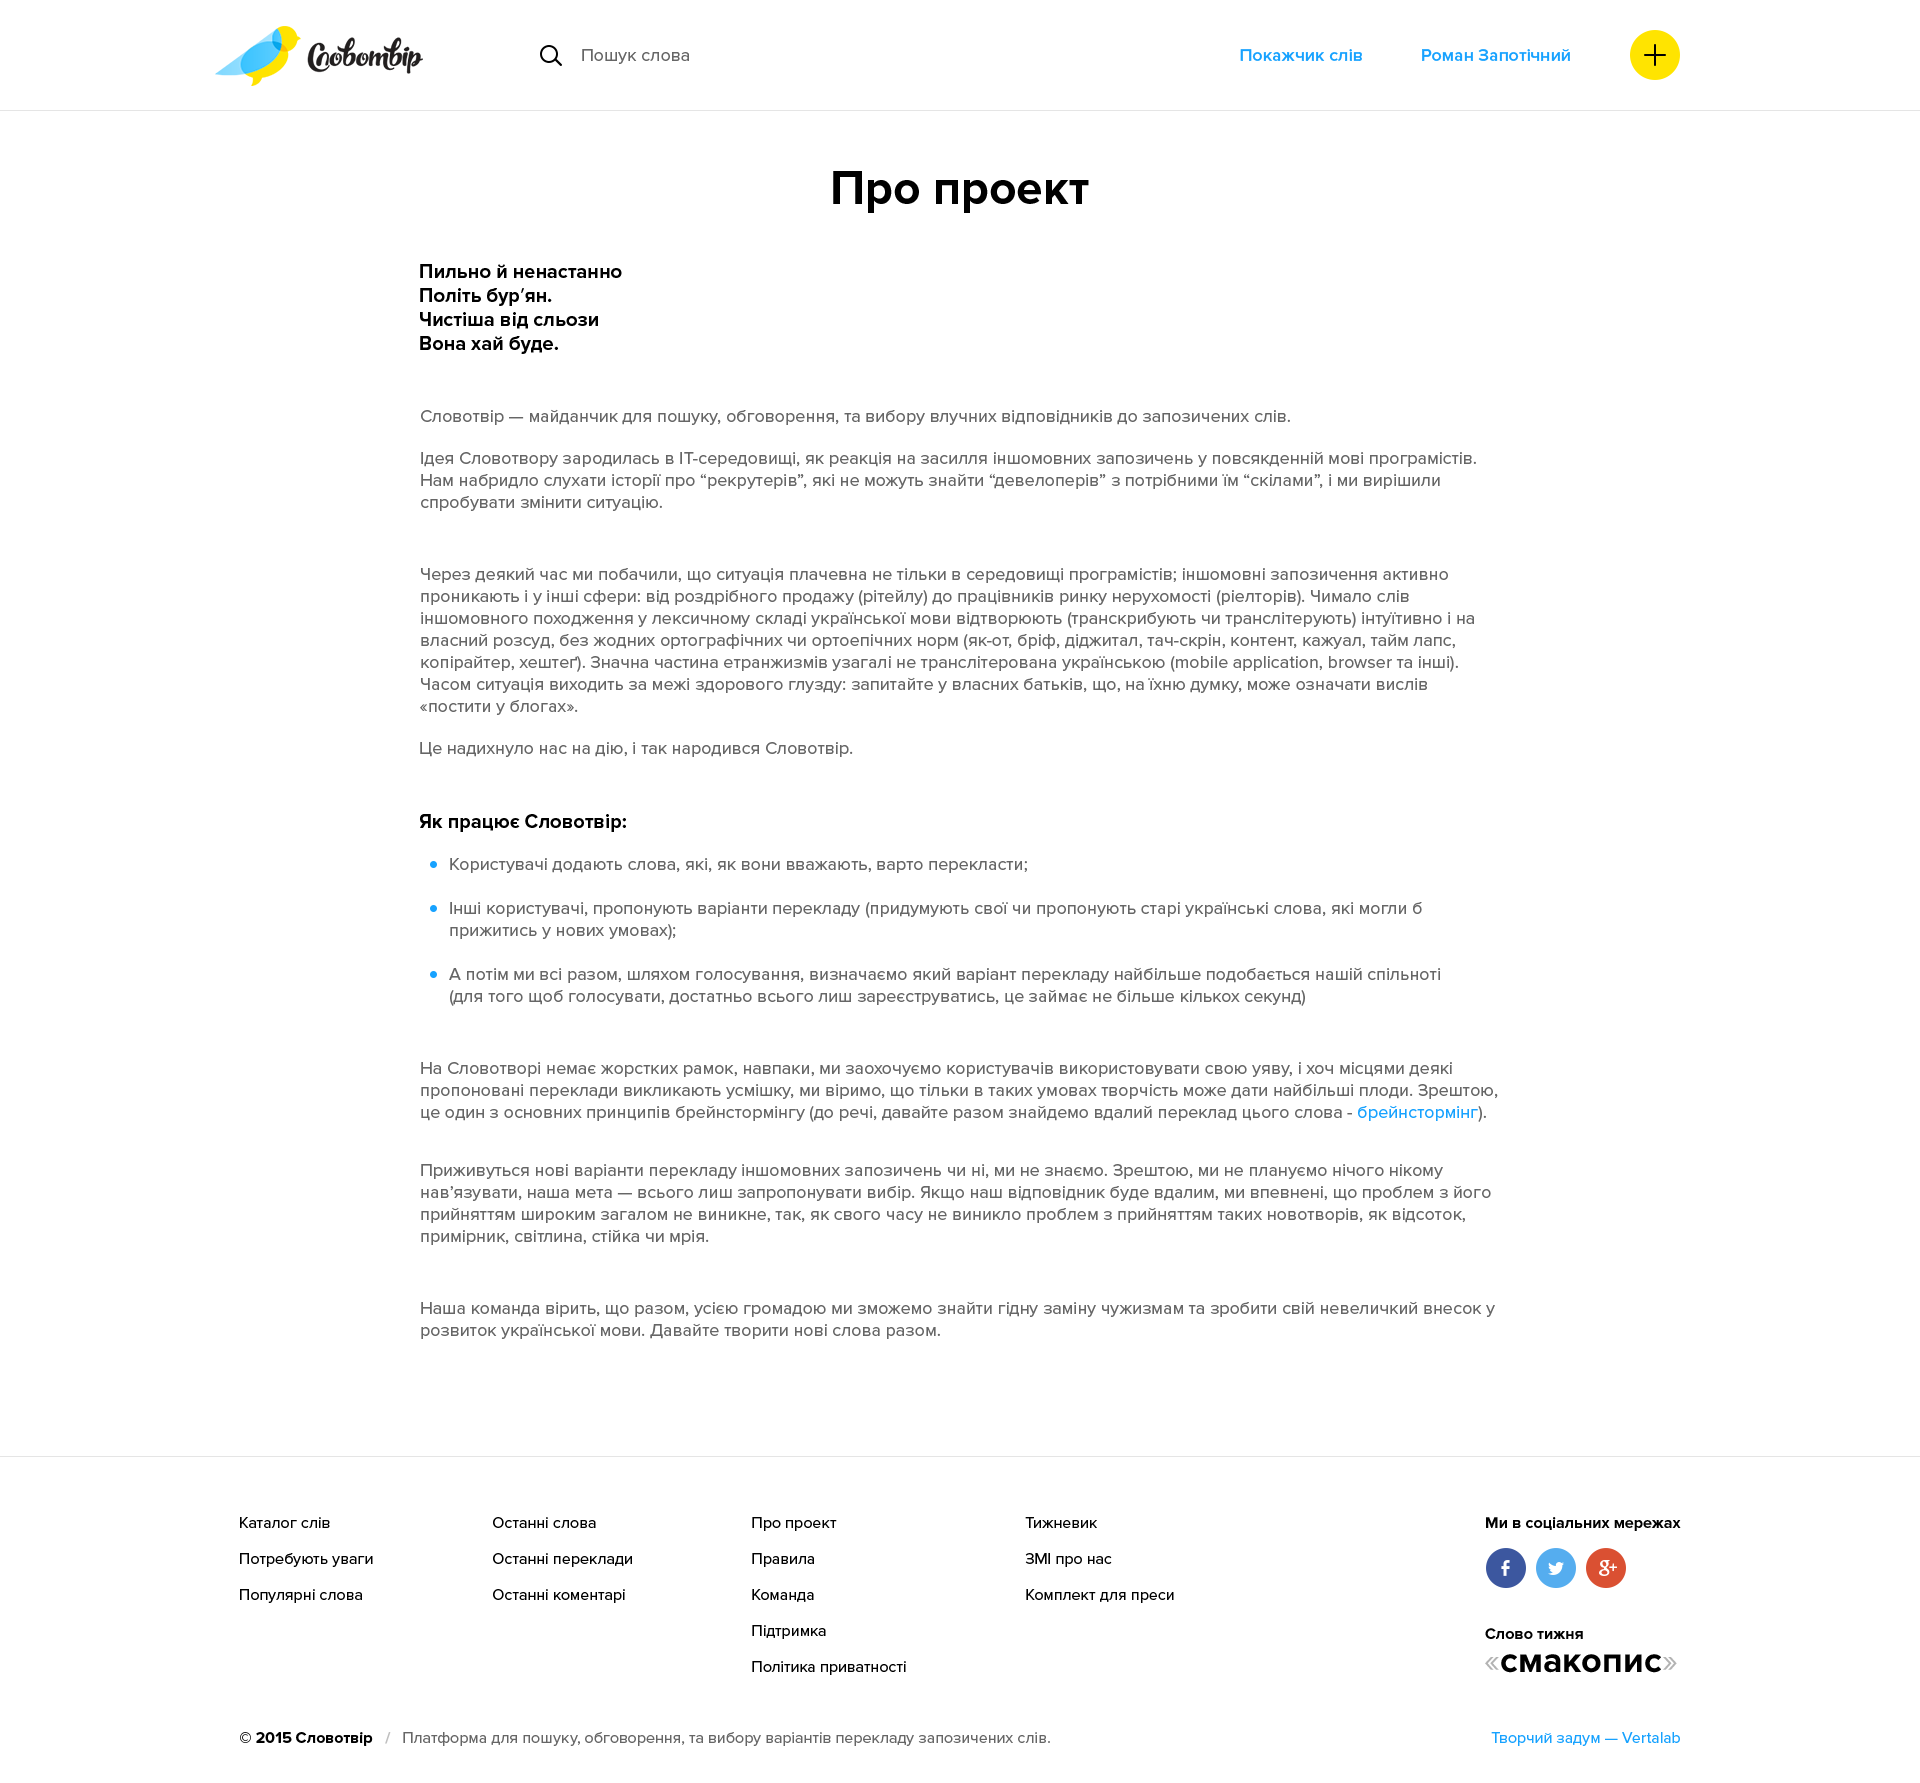 Словотвір
Пошук слова
Покажчик слів
Роман Запотічний
Про проект
Пильно й ненастанно
Політь бур′ян.
Чистіша від сльози
Вона хай буде.
Словотвір — майданчик для пошуку, обговорення, та вибору влучних відповідників до запозичених слів.
Ідея Словотвору зародилась в ІТ-середовищі, як реакція на засилля іншомовних запозичень у повсякденній мові програмістів.
Нам набридло слухати історії про “рекрутерів”, які не можуть знайти “девелоперів” з потрібними їм “скілами”, і ми вирішили
спробувати змінити ситуацію.
Через деякий час ми побачили, що ситуація плачевна не тільки в середовищі програмістів; іншомовні запозичення активно
проникають і у інші сфери: від роздрібного продажу (рітейлу) до працівників ринку нерухомості (ріелторів). Чимало слів
іншомовного походження у лексичному складі української мови відтворюють (транскрибують чи транслітерують) інтуїтивно і на
власний розсуд, без жодних ортографічних чи ортоепічних норм (як-от, бріф, діджитал, тач-скрін, контент, кажуал, тайм лапс,
копірайтер, хештеґ). Значна частина етранжизмів узагалі не транслітерована українською (mobile application, browser та інші).
Часом ситуація виходить за межі здорового глузду: запитайте у власних батьків, що, на їхню думку, може означати вислів
«постити у блогах».
Це надихнуло нас на дію, і так народився Словотвір.
Як працює Словотвір:
Користувачі додають слова, які, як вони вважають, варто перекласти;
Інші користувачі, пропонують варіанти перекладу (придумують свої чи пропонують старі українські слова, які могли б
прижитись у нових умовах);
А потім ми всі разом, шляхом голосування, визначаємо який варіант перекладу найбільше подобається нашій спільноті
(для того щоб голосувати, достатньо всього лиш зареєструватись, це займає не більше кількох секунд)
На Словотворі немає жорстких рамок, навпаки, ми заохочуємо користувачів використовувати свою уяву, і хоч місцями деякі
пропоновані переклади викликають усмішку, ми віримо, що тільки в таких умовах творчість може дати найбільші плоди. Зрештою,
це один з основних принципів брейнстормінгу (до речі, давайте разом знайдемо вдалий переклад цього слова - брейнстормінг).
Приживуться нові варіанти перекладу іншомовних запозичень чи ні, ми не знаємо. Зрештою, ми не плануємо нічого нікому
нав’язувати, наша мета — всього лиш запропонувати вибір. Якщо наш відповідник буде вдалим, ми впевнені, що проблем з його
прийняттям широким загалом не виникне, так, як свого часу не виникло проблем з прийняттям таких новотворів, як відсоток,
примірник, світлина, стійка чи мрія.
Наша команда вірить, що разом, усією громадою ми зможемо знайти гідну заміну чужизмам та зробити свій невеличкий внесок у
розвиток української мови. Давайте творити нові слова разом.
Каталог слів
Потребують уваги
Популярні слова
Останні слова
Останні переклади
Останні коментарі
Про проект
Правила
Команда
Підтримка
Політика приватності
Тижневик
ЗМІ про нас
Комплект для преси
Ми в соціальних мережах
f
g+
Слово тижня
«смакопис»
© 2015 Словотвір / Платформа для пошуку, обговорення, та вибору варіантів перекладу запозичених слів.
Творчий задум — Vertalab